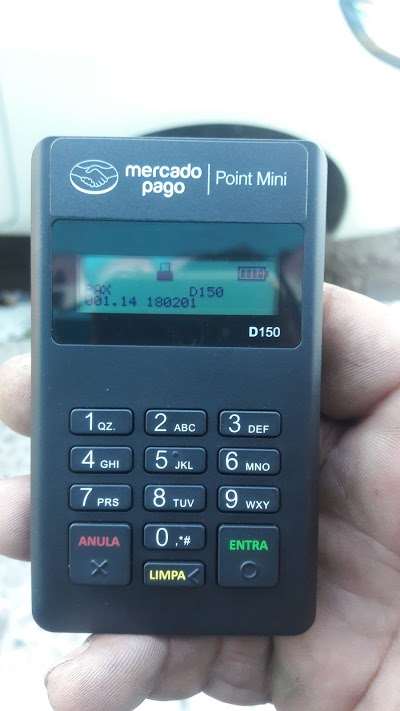 mercado pago | Point Mini
PAX D150
001.14 180201
D150
1 QZ. 2 ABC 3 DEF
4 GHI 5 JKL 6 MNO
7 PRS 8 TUV 9 WXY
ANULA 0 ,*# ENTRA
X LIMPA < O